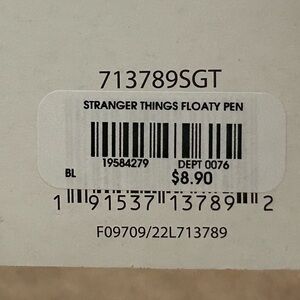 713789SGT
STRANGER THINGS FLOATY PEN
19584279 DEPT 0076
BL $8.90
1 91537 13789 2
F09709/22L713789